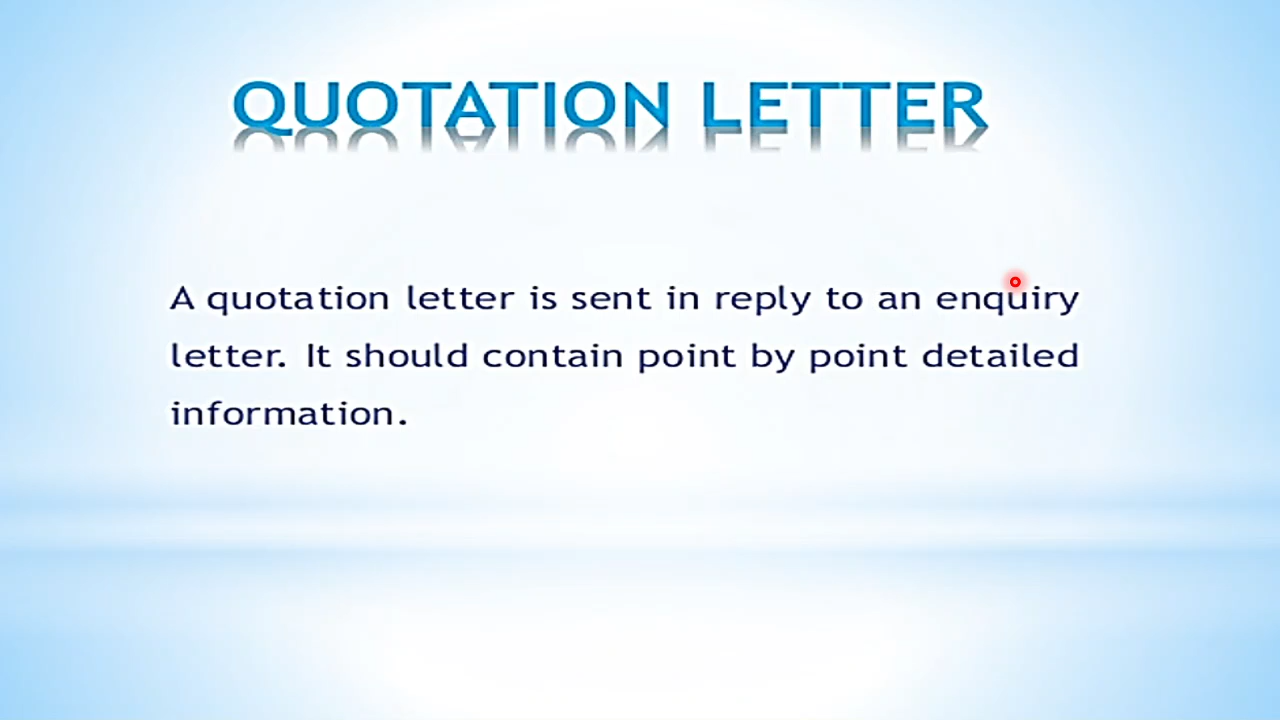 QUOTATION LETTER
A quotation letter is sent in reply to an enquiry
letter. It should contain point by point detailed
information.